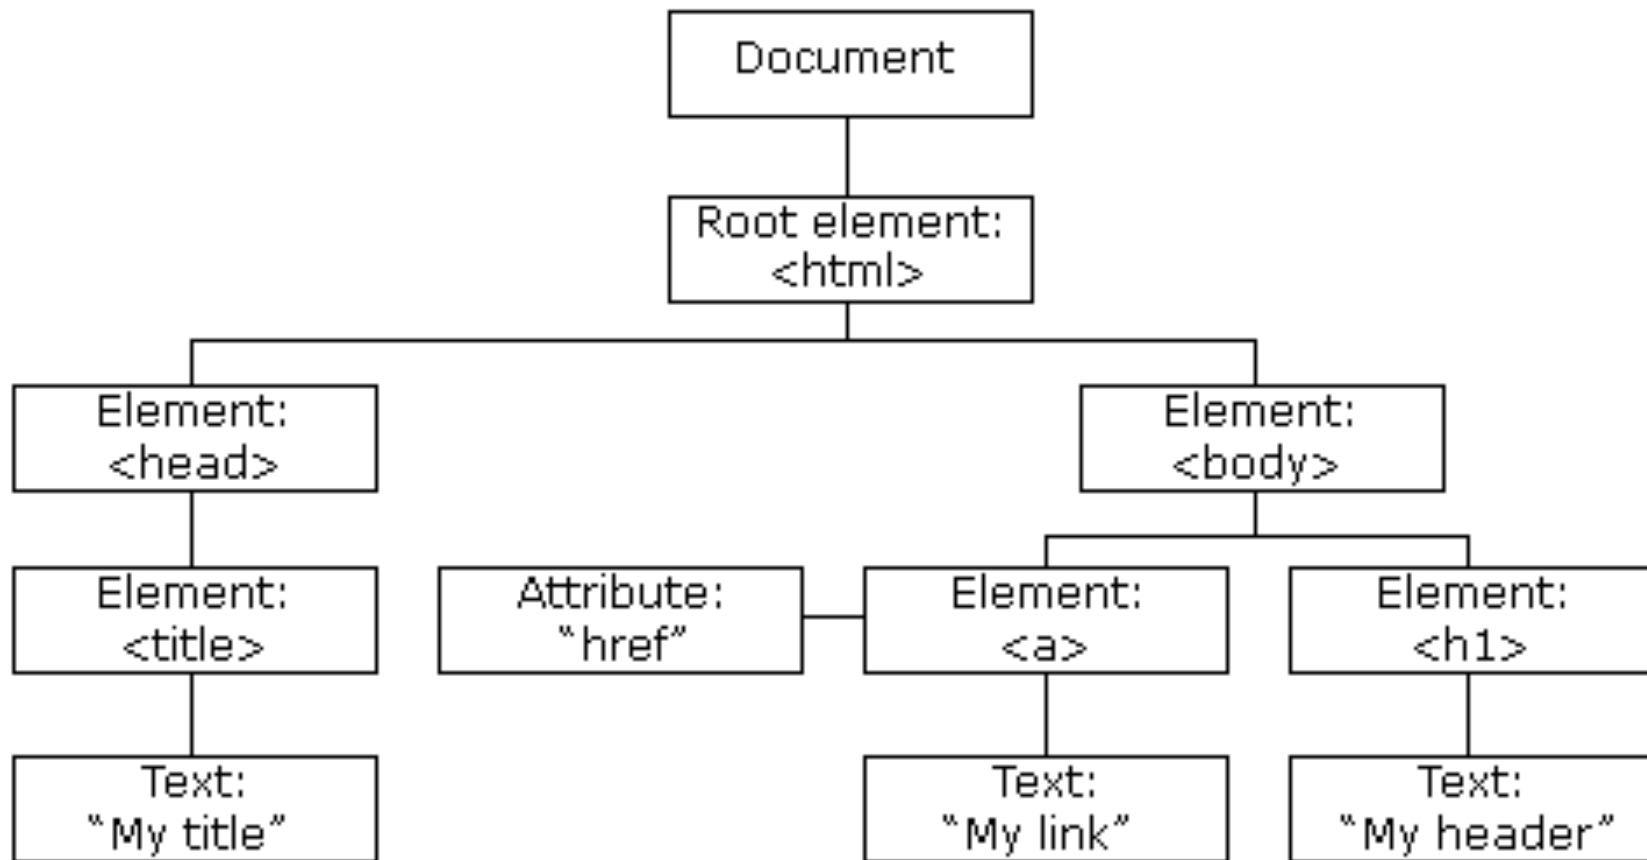 Document
Root element:
<html>
Element:
<head>
Element:
<body>
Element:
<title>
Attribute:
“href”
Element:
<a>
Element:
<h1>
Text:
“My title”
Text:
“My link”
Text:
“My header”